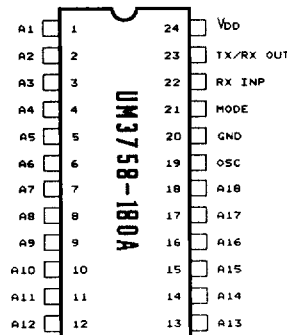 A1 1 24 VDD
A2 2 23 TX/RX OUT
A3 3 22 RX INP
A4 4 21 MODE
A5 5 20 GND
A6 6 19 OSC
A7 7 18 A18
A8 8 17 A17
A9 9 16 A16
A10 10 15 A15
A11 11 14 A14
A12 12 13 A13
UM3758-180A